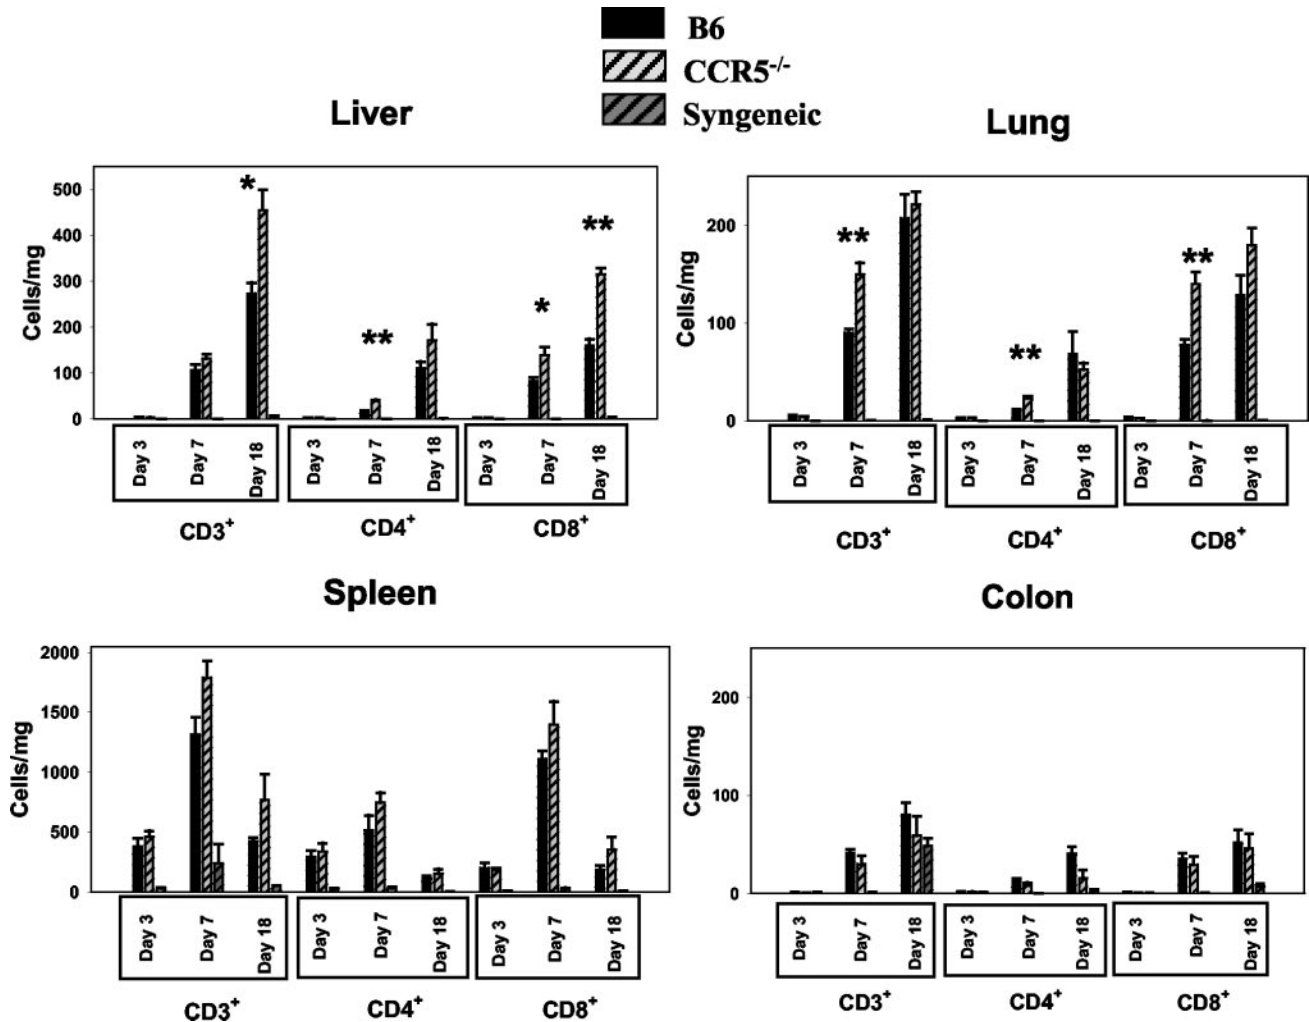 B6
CCR5-/-
Syngeneic
Liver
Cells/mg
500
400
300
200
100
0
*
**
*
**
Day 3
Day 7
Day 18
Day 3
Day 7
Day 18
Day 3
Day 7
Day 18
CD3+
CD4+
CD8+
Lung
Cells/mg
200
100
0
**
**
**
Day 3
Day 7
Day 18
Day 3
Day 7
Day 18
Day 3
Day 7
Day 18
CD3+
CD4+
CD8+
Spleen
Cells/mg
2000
1500
1000
500
0
Day 3
Day 7
Day 18
Day 3
Day 7
Day 18
Day 3
Day 7
Day 18
CD3+
CD4+
CD8+
Colon
Cells/mg
200
100
0
Day 3
Day 7
Day 18
Day 3
Day 7
Day 18
Day 3
Day 7
Day 18
CD3+
CD4+
CD8+